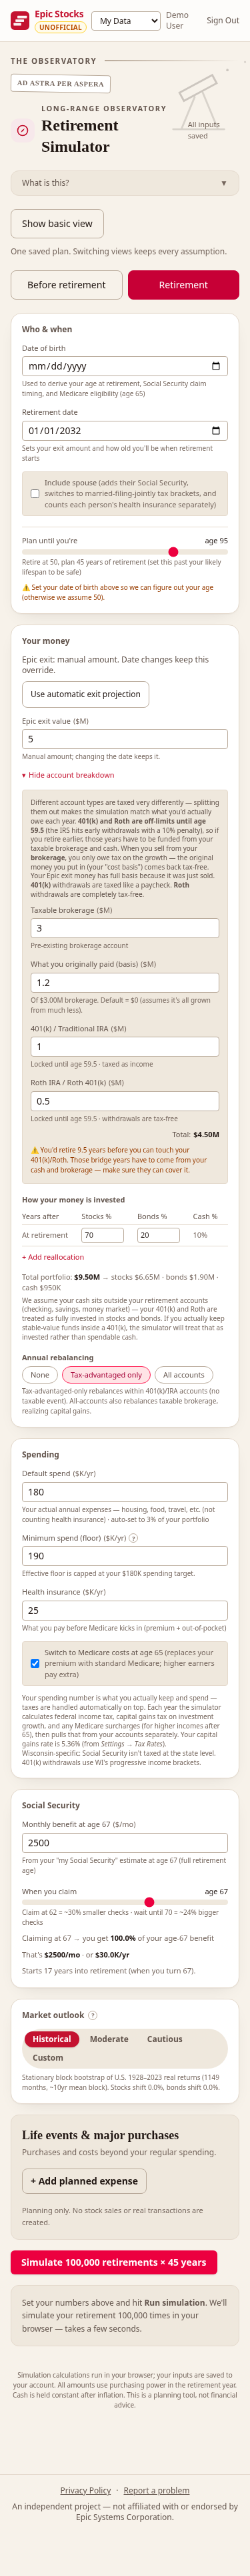 Epic Stocks
UNOFFICIAL
My Data
Demo User
Sign Out
THE OBSERVATORY
AD ASTRA PER ASPERA
LONG-RANGE OBSERVATORY
Retirement
Simulator
All inputs
saved
What is this?
Show basic view
One saved plan. Switching views keeps every assumption.
Before retirement
Retirement
Who & when
Date of birth
mm/dd/yyyy
Used to derive your age at retirement, Social Security claim
timing, and Medicare eligibility (age 65)
Retirement date
01/01/2032
Sets your exit amount and how old you'll be when retirement
starts
Include spouse (adds their Social Security,
switches to married-filing-jointly tax brackets, and
counts each person's health insurance separately)
Plan until you're
age 95
Retire at 50, plan 45 years of retirement (set this past your likely
lifespan to be safe)
⚠️ Set your date of birth above so we can figure out your age
(otherwise we assume 50).
Your money
Epic exit: manual amount. Date changes keep this
override.
Use automatic exit projection
Epic exit value ($M)
5
Manual amount; changing the date keeps it.
▾ Hide account breakdown
Different account types are taxed very differently — splitting
them out makes the simulation match what you'd actually
owe each year. 401(k) and Roth are off-limits until age
59.5 (the IRS hits early withdrawals with a 10% penalty), so if
you retire before 59.5, those years have to be funded from your
taxable brokerage and cash. When you sell from your
brokerage, you only owe tax on the growth — the original
money you put in (your "cost basis") comes back tax-free.
Your Epic exit money has full basis because it was just sold.
401(k) withdrawals are taxed like a paycheck. Roth
withdrawals are completely tax-free.
Taxable brokerage ($M)
3
Pre-existing brokerage account
What you originally paid (basis) ($M)
1.2
Of $3.00M brokerage. Default = $0 (assumes it's all grown
from much less).
401(k) / Traditional IRA ($M)
1
Locked until age 59.5 · taxed as income
Roth IRA / Roth 401(k) ($M)
0.5
Locked until age 59.5 · withdrawals are tax-free
Total: $4.50M
⚠️ You'd retire 9.5 years before you can touch your
401(k)/Roth. Those bridge years have to come from your
cash and brokerage — make sure they can cover it.
How your money is invested
Years after
Stocks %
Bonds %
Cash %
At retirement
70
20
10%
+ Add reallocation
Total portfolio: $9.50M → stocks $6.65M · bonds $1.90M ·
cash $950K
We assume your cash sits outside your retirement accounts
(checking, savings, money market) — your 401(k) and Roth are
treated as fully invested in stocks and bonds. If you actually keep
stable-value funds inside a 401(k), the simulator will treat that as
invested rather than spendable cash.
Annual rebalancing
None
Tax-advantaged only
All accounts
Tax-advantaged-only rebalances within 401(k)/IRA accounts (no
taxable event). All-accounts also rebalances taxable brokerage,
realizing capital gains.
Spending
Default spend ($K/yr)
180
Your actual annual expenses — housing, food, travel, etc. (not
counting health insurance) · auto-set to 3% of your portfolio
Minimum spend (floor) ($K/yr) ?
190
Effective floor is capped at your $180K spending target.
Health insurance ($K/yr)
25
What you pay before Medicare kicks in (premium + out-of-pocket)
Switch to Medicare costs at age 65 (replaces your
premium with standard Medicare; higher earners
pay extra)
Your spending number is what you actually keep and spend —
taxes are handled automatically on top. Each year the simulator
calculates federal income tax, capital gains tax on investment
growth, and any Medicare surcharges (for higher incomes after
65), then pulls that from your accounts separately. Your capital
gains rate is 5.36% (from Settings → Tax Rates).
Wisconsin-specific: Social Security isn't taxed at the state level.
401(k) withdrawals use WI's progressive income brackets.
Social Security
Monthly benefit at age 67 ($/mo)
2500
From your "my Social Security" estimate at age 67 (full retirement
age)
When you claim
age 67
Claim at 62 = ~30% smaller checks · wait until 70 = ~24% bigger
checks
Claiming at 67 → you get 100.0% of your age-67 benefit
That's $2500/mo · or $30.0K/yr
Starts 17 years into retirement (when you turn 67).
Market outlook ?
Historical
Moderate
Cautious
Custom
Stationary block bootstrap of U.S. 1928–2023 real returns (1149
months, ~10yr mean block). Stocks shift 0.0%, bonds shift 0.0%.
Life events & major purchases
Purchases and costs beyond your regular spending.
+ Add planned expense
Planning only. No stock sales or real transactions are
created.
Simulate 100,000 retirements × 45 years
Set your numbers above and hit Run simulation. We'll
simulate your retirement 100,000 times in your
browser — takes a few seconds.
Simulation calculations run in your browser; your inputs are saved to
your account. All amounts use purchasing power in the retirement year.
Cash is held constant after inflation. This is a planning tool, not financial
advice.
Privacy Policy · Report a problem
An independent project — not affiliated with or endorsed by
Epic Systems Corporation.